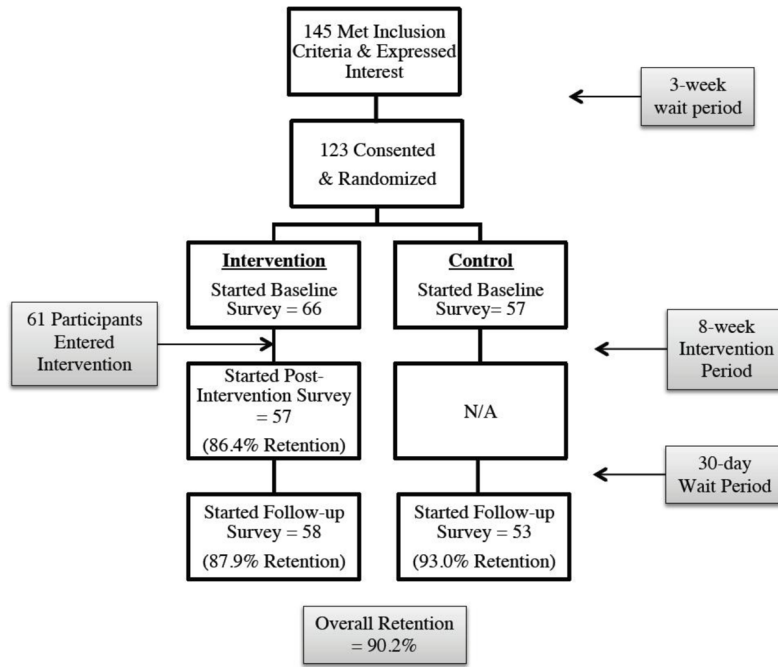 145 Met Inclusion
Criteria & Expressed
Interest
3-week
wait period
123 Consented
& Randomized
Intervention
Started Baseline
Survey = 66
Control
Started Baseline
Survey= 57
61 Participants
Entered
Intervention
8-week
Intervention
Period
Started Post-
Intervention Survey
= 57
(86.4% Retention)
N/A
30-day
Wait Period
Started Follow-up
Survey = 58
(87.9% Retention)
Started Follow-up
Survey = 53
(93.0% Retention)
Overall Retention
= 90.2%